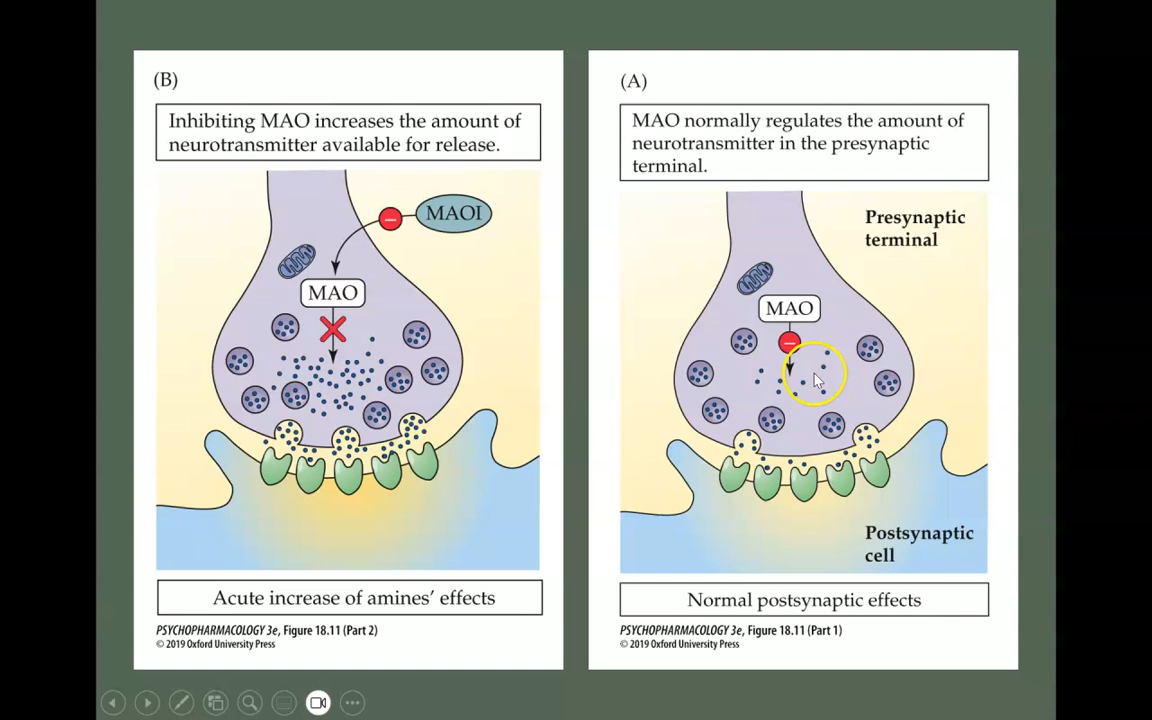 (B)
Inhibiting MAO increases the amount of
neurotransmitter available for release.
MAOI
MAO
Acute increase of amines’ effects
PSYCHOPHARMACOLOGY 3e, Figure 18.11 (Part 2)
© 2019 Oxford University Press
(A)
MAO normally regulates the amount of
neurotransmitter in the presynaptic
terminal.
Presynaptic
terminal
MAO
Postsynaptic
cell
Normal postsynaptic effects
PSYCHOPHARMACOLOGY 3e, Figure 18.11 (Part 1)
© 2019 Oxford University Press